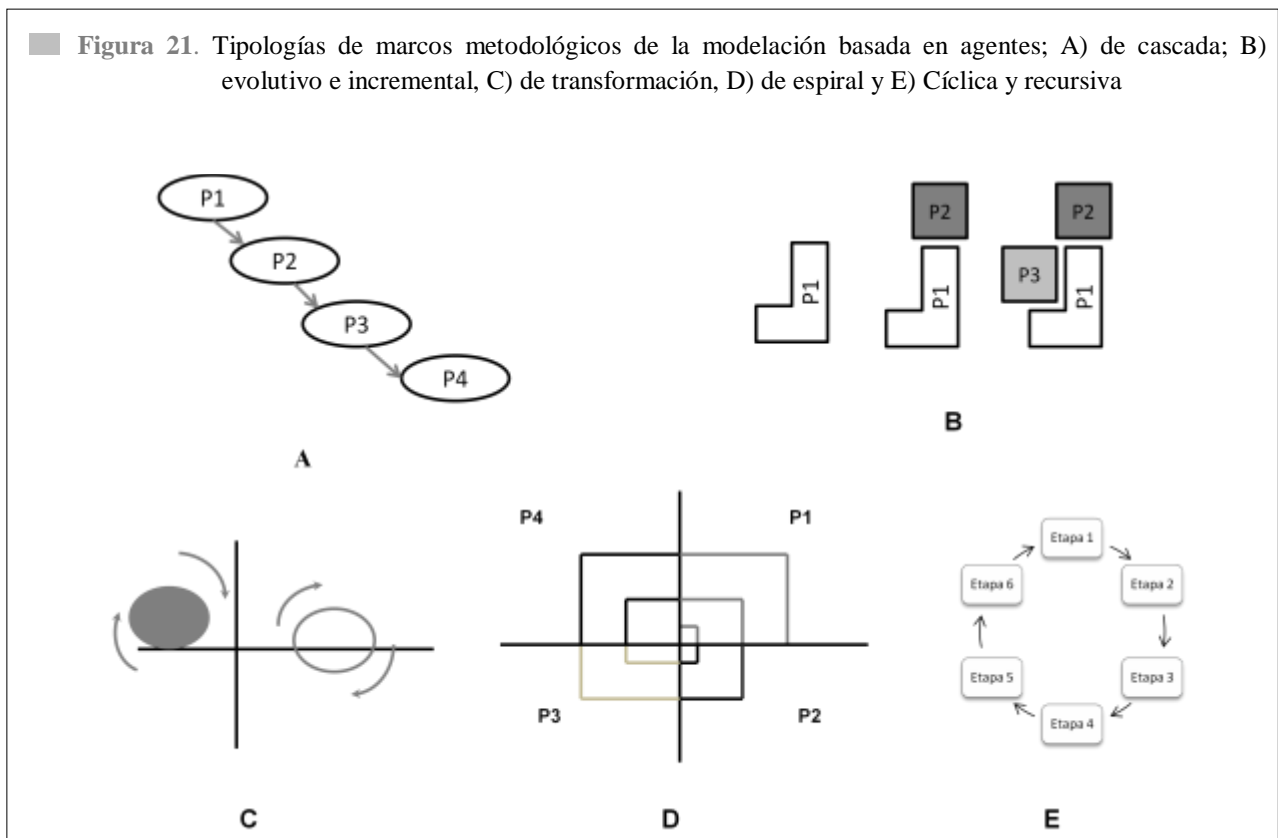 Figura 21. Tipologías de marcos metodológicos de la modelación basada en agentes; A) de cascada; B)
evolutivo e incremental, C) de transformación, D) de espiral y E) Cíclica y recursiva
P1
P2
P3
P4
A
P1
P2
P1
P2
P3
P1
B
C
P4
P1
P3
P2
D
Etapa 1
Etapa 2
Etapa 3
Etapa 4
Etapa 5
Etapa 6
E